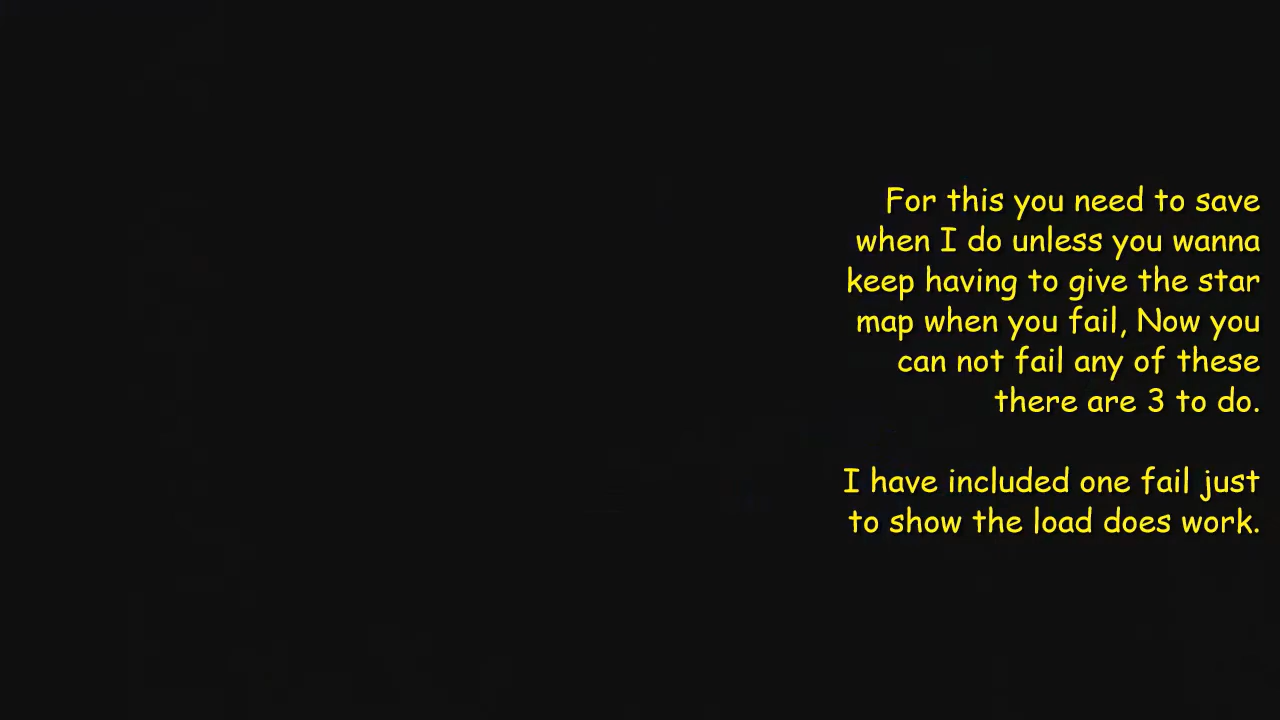 For this you need to save
when I do unless you wanna
keep having to give the star
map when you fail, Now you
can not fail any of these
there are 3 to do.
I have included one fail just
to show the load does work.